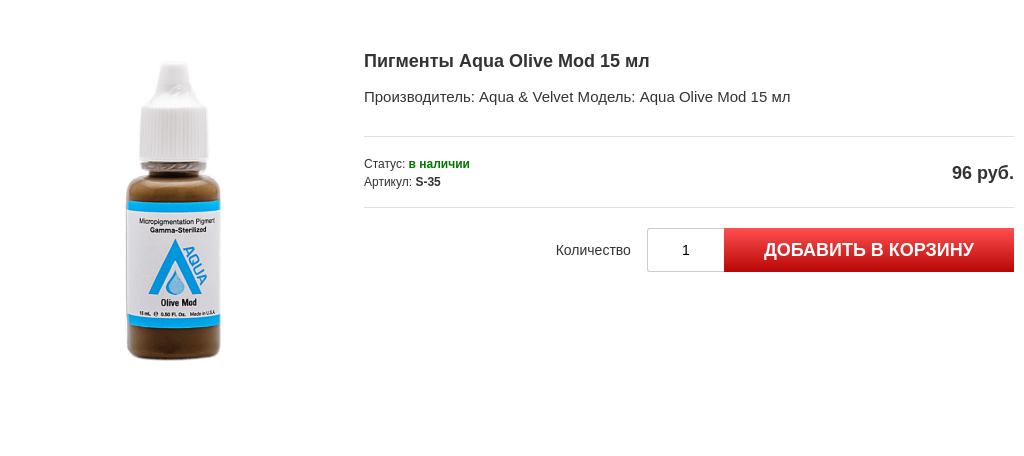 Пигменты Aqua Olive Mod 15 мл
Производитель: Aqua & Velvet Модель: Aqua Olive Mod 15 мл
Статус: в наличии
Артикул: S-35
96 руб.
Количество
1
ДОБАВИТЬ В КОРЗИНУ
Micropigmentation Pigment
Gamma-Sterilized
AQUA
Olive Mod
15 mL ℮ 0.50 Fl. Oz. Made in U.S.A